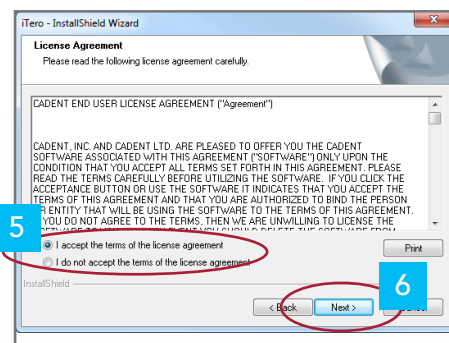 iTero - InstallShield Wizard
License Agreement
Please read the following license agreement carefully.
CADENT END USER LICENSE AGREEMENT ("Agreement")
CADENT, INC. AND CADENT LTD. ARE PLEASED TO OFFER YOU THE CADENT
SOFTWARE ASSOCIATED WITH THIS AGREEMENT ("SOFTWARE") ONLY UPON THE
CONDITION THAT YOU ACCEPT ALL TERMS SET FORTH IN THIS AGREEMENT. PLEASE
READ THE TERMS CAREFULLY BEFORE UTILIZING THE SOFTWARE. IF YOU CLICK THE
ACCEPTANCE BUTTON OR USE THE SOFTWARE IT INDICATES THAT YOU ACCEPT THE
TERMS OF THIS AGREEMENT AND THAT YOU ARE AUTHORIZED TO BIND THE PERSON
OR ENTITY THAT WILL BE USING THE SOFTWARE TO THE TERMS OF THIS AGREEMENT.
YOU DO NOT AGREE TO THE TERMS, THEN WE ARE UNWILLING TO LICENSE THE
5
I accept the terms of the license agreement
Print
I do not accept the terms of the license agreement
InstallShield
6
< Back
Next >